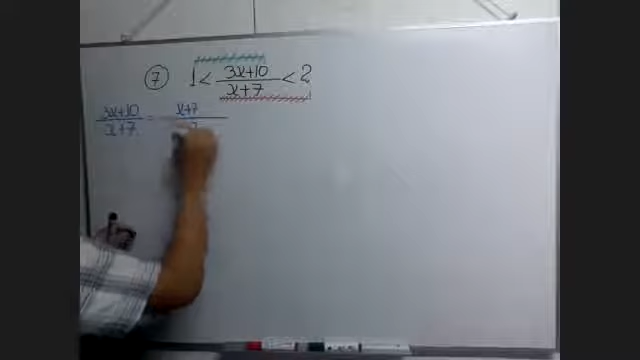 7 1 < (3x+10)/(x+7) < 2
(3x+10)/(x+7) = (x+7)/